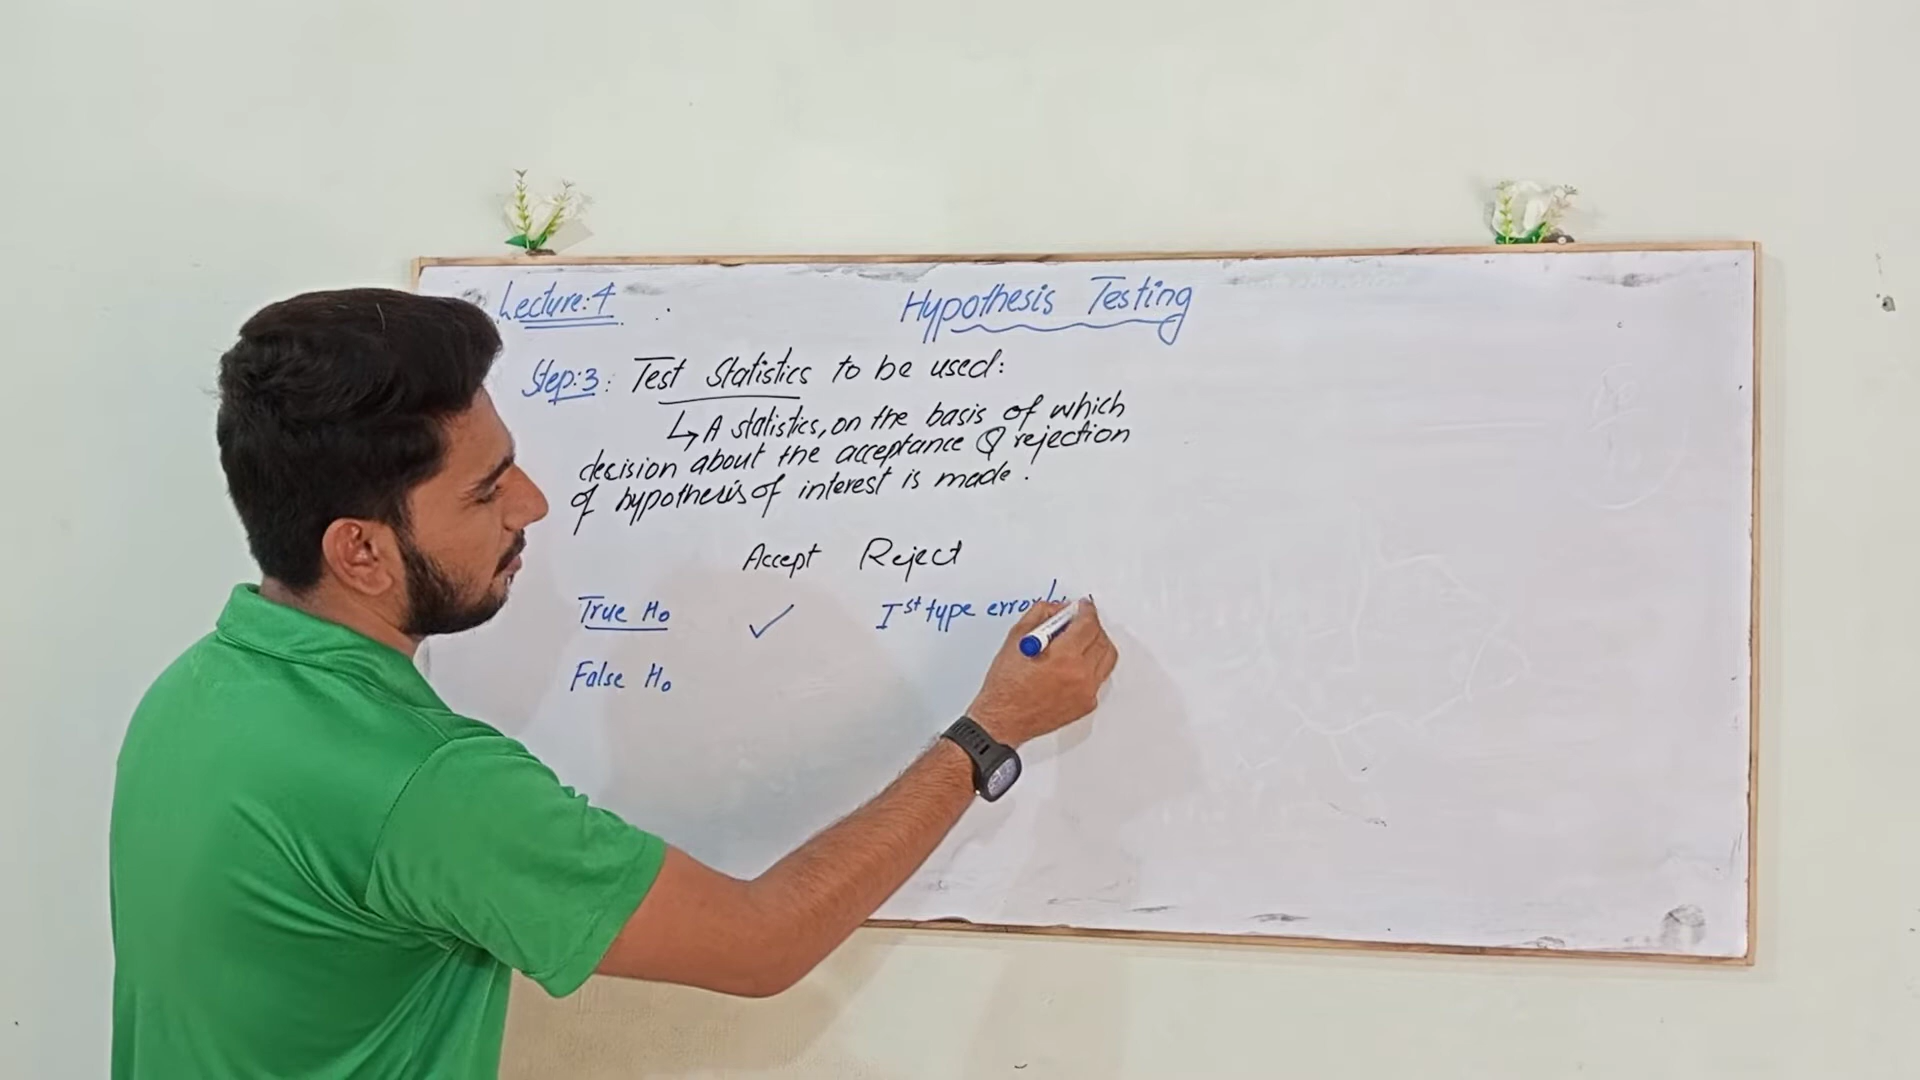 Lecture:4
Hypothesis Testing
Step:3: Test Statistics to be used:
↳ A statistics, on the basis of which
decision about the acceptance & rejection
of hypothesis of interest is made.
Accept Reject
True H₀ ✓ Iˢᵗ type error/
False H₀